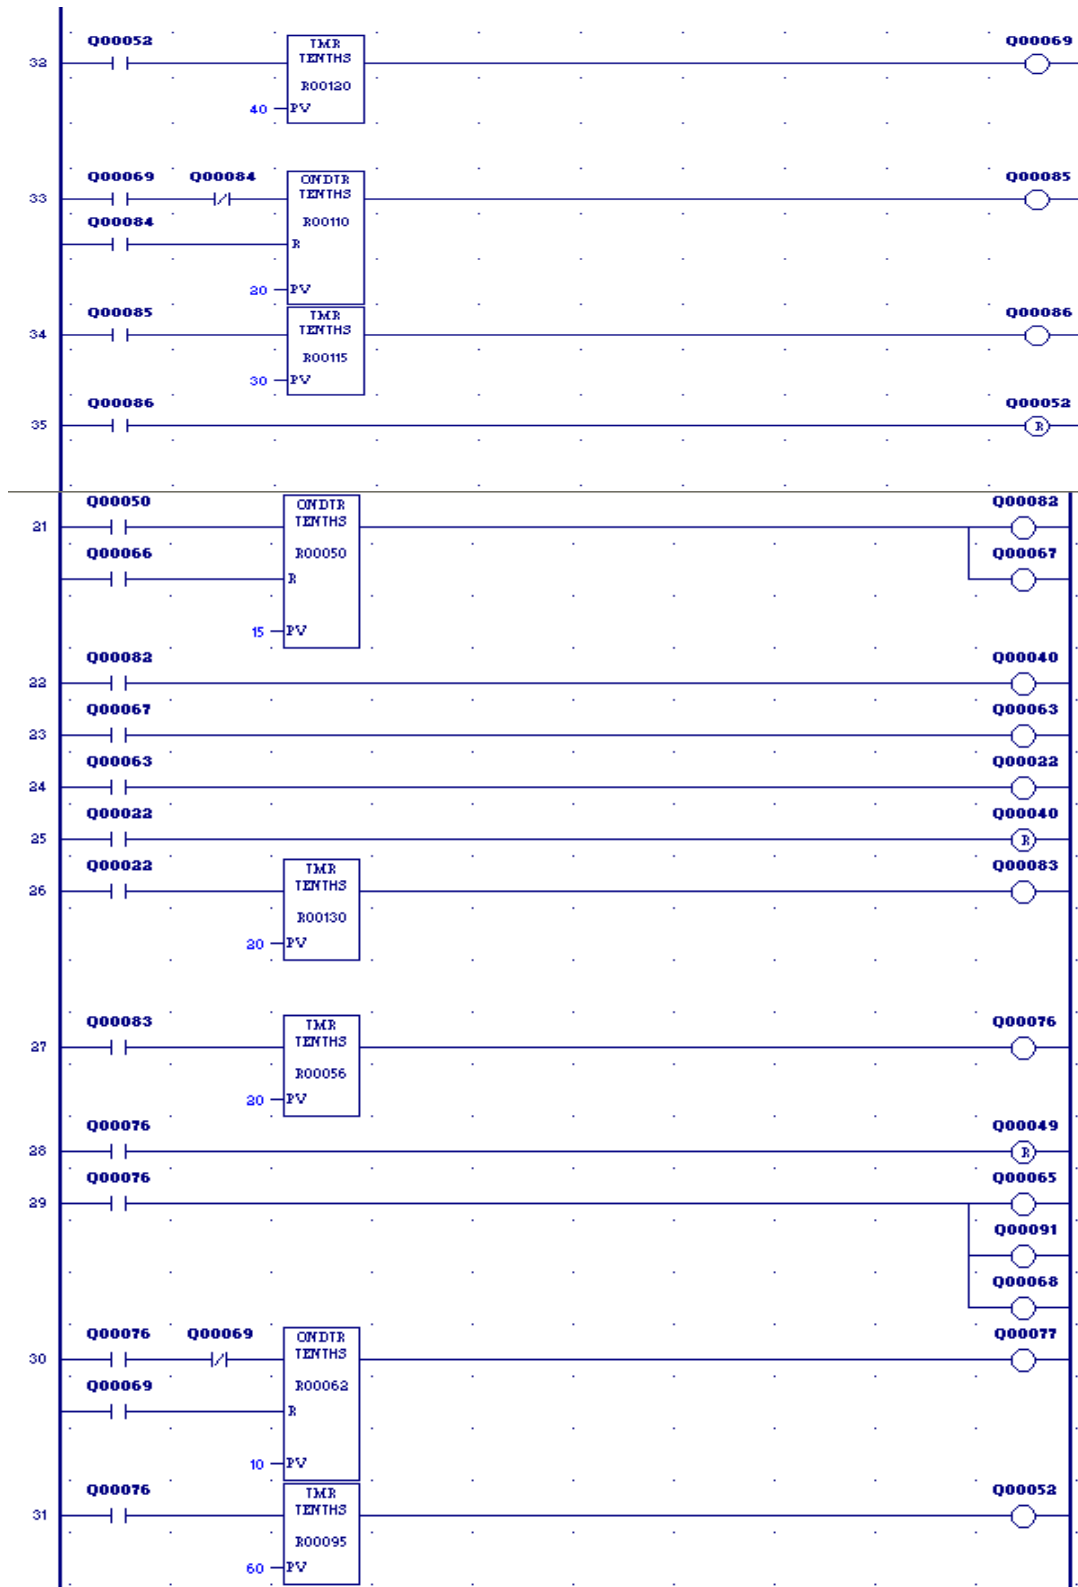 Q00052 Q00069
32 TMR
TENTHS
R00120
40 PV
Q00069 Q00084 Q00085
33 ONDTR
TENTHS
Q00084 R00110
R
20 PV
Q00085 Q00086
34 TMR
TENTHS
R00115
30 PV
Q00086 Q00052
35 R
Q00050 Q00082
21 ONDTR
TENTHS
Q00066 R00050 Q00067
R
15 PV
Q00082 Q00040
22
Q00067 Q00063
23
Q00063 Q00022
24
Q00022 Q00040
25 R
Q00022 Q00083
26 TMR
TENTHS
R00130
20 PV
Q00083 Q00076
27 TMR
TENTHS
R00056
20 PV
Q00076 Q00049
28 R
Q00076 Q00065
29
Q00091
Q00068
Q00076 Q00069 Q00077
30 ONDTR
TENTHS
Q00069 R00062
R
10 PV
Q00076 Q00052
31 TMR
TENTHS
R00095
60 PV